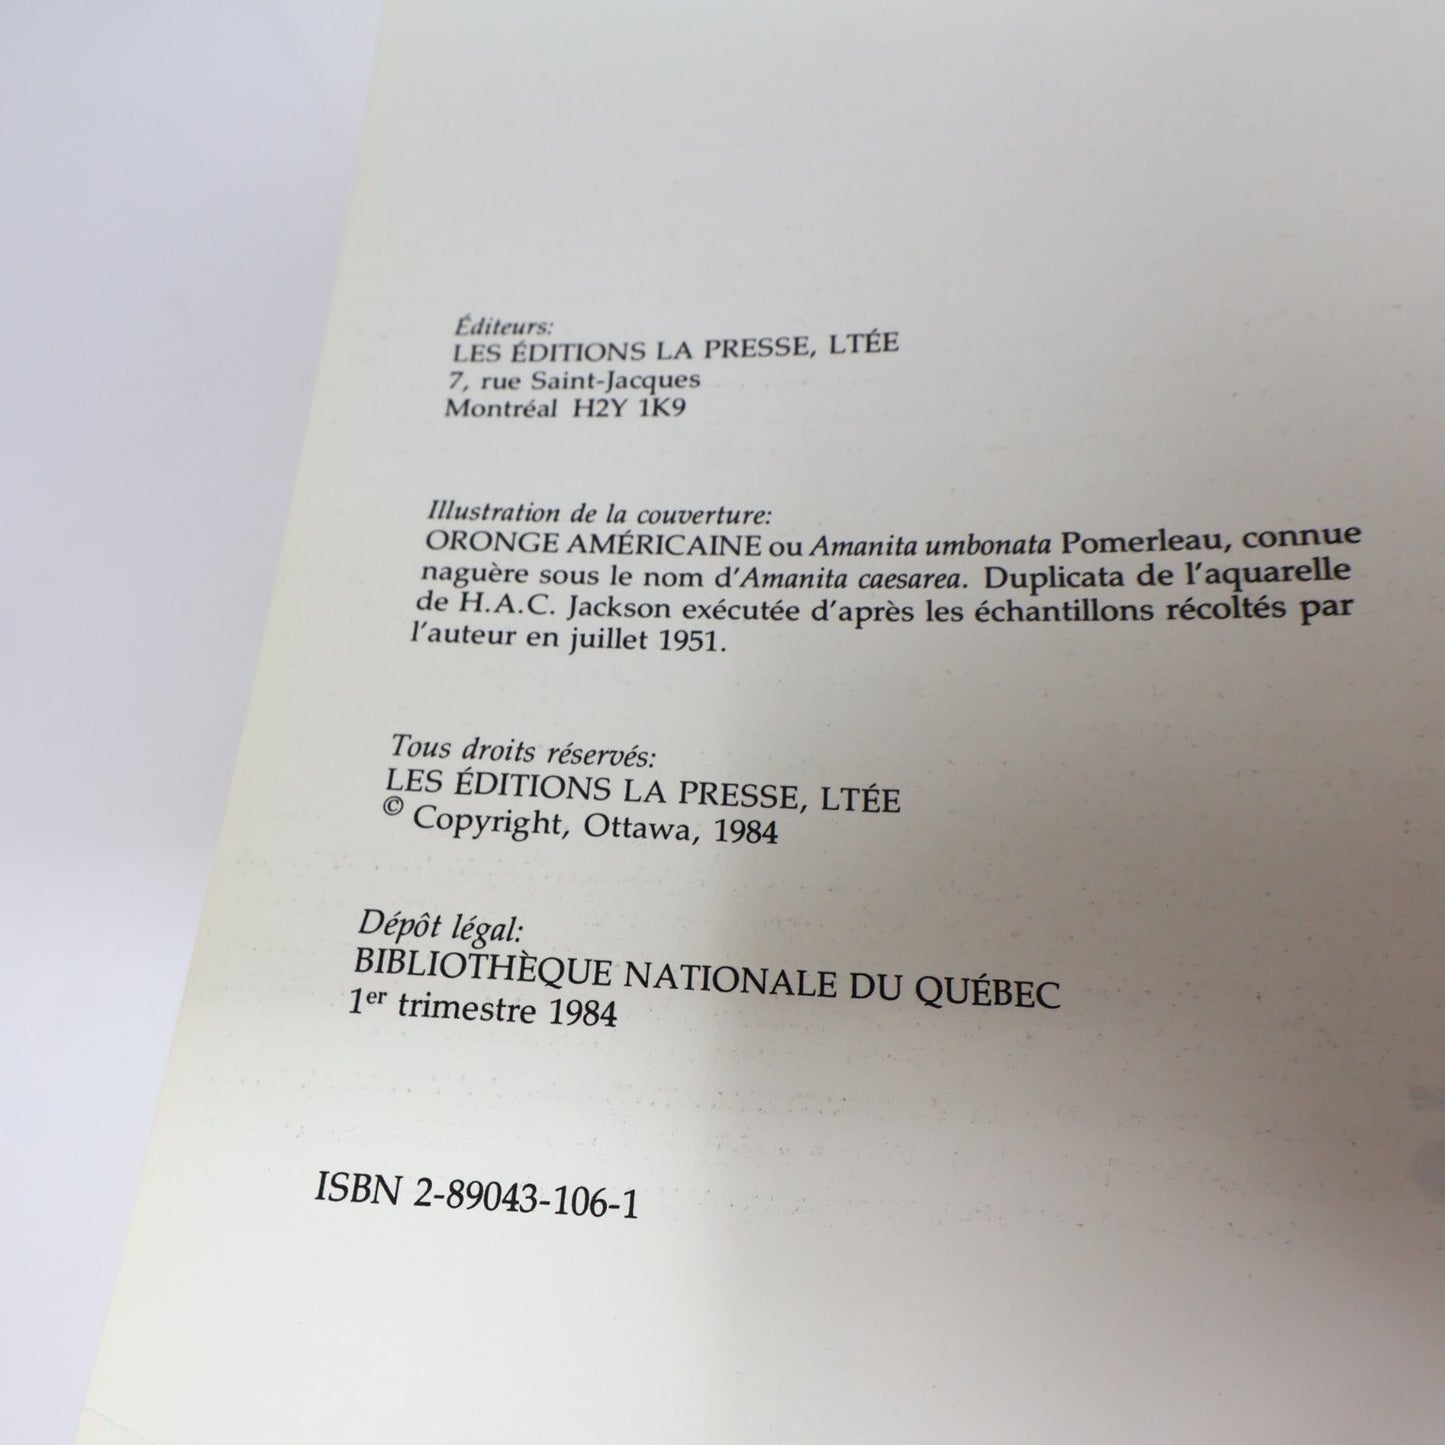 Éditeurs:
LES ÉDITIONS LA PRESSE, LTÉE
7, rue Saint-Jacques
Montréal H2Y 1K9
Illustration de la couverture:
ORONGE AMÉRICAINE ou Amanita umbonata Pomerleau, connue
naguère sous le nom d'Amanita caesarea. Duplicata de l'aquarelle
de H.A.C. Jackson exécutée d'après les échantillons récoltés par
l'auteur en juillet 1951.
Tous droits réservés:
LES ÉDITIONS LA PRESSE, LTÉE
© Copyright, Ottawa, 1984
Dépôt légal:
BIBLIOTHÈQUE NATIONALE DU QUÉBEC
1er trimestre 1984
ISBN 2-89043-106-1